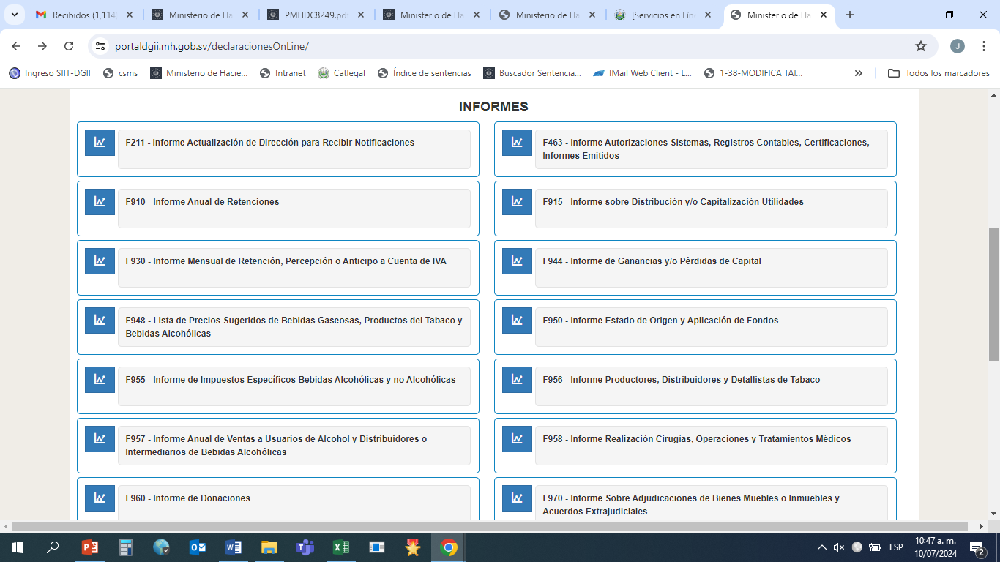 Recibidos (1,114
Ministerio de Ha
PMHDC8249.pd
Ministerio de Ha
Ministerio de Ha
[Servicios en Lín
Ministerio de Ha
portaldgii.mh.gob.sv/declaracionesOnLine/
J
Ingreso SIIT-DGII
csms
Ministerio de Hacie...
Intranet
Catlegal
Índice de sentencias
Buscador Sentencia...
IMail Web Client - L...
1-38-MODIFICA TAI...
Todos los marcadores
INFORMES
F211 - Informe Actualización de Dirección para Recibir Notificaciones
F463 - Informe Autorizaciones Sistemas, Registros Contables, Certificaciones,
Informes Emitidos
F910 - Informe Anual de Retenciones
F915 - Informe sobre Distribución y/o Capitalización Utilidades
F930 - Informe Mensual de Retención, Percepción o Anticipo a Cuenta de IVA
F944 - Informe de Ganancias y/o Pérdidas de Capital
F948 - Lista de Precios Sugeridos de Bebidas Gaseosas, Productos del Tabaco y
Bebidas Alcohólicas
F950 - Informe Estado de Origen y Aplicación de Fondos
F955 - Informe de Impuestos Específicos Bebidas Alcohólicas y no Alcohólicas
F956 - Informe Productores, Distribuidores y Detallistas de Tabaco
F957 - Informe Anual de Ventas a Usuarios de Alcohol y Distribuidores o
Intermediarios de Bebidas Alcohólicas
F958 - Informe Realización Cirugías, Operaciones y Tratamientos Médicos
F960 - Informe de Donaciones
F970 - Informe Sobre Adjudicaciones de Bienes Muebles o Inmuebles y
Acuerdos Extrajudiciales
ESP
10:47 a. m.
10/07/2024
2